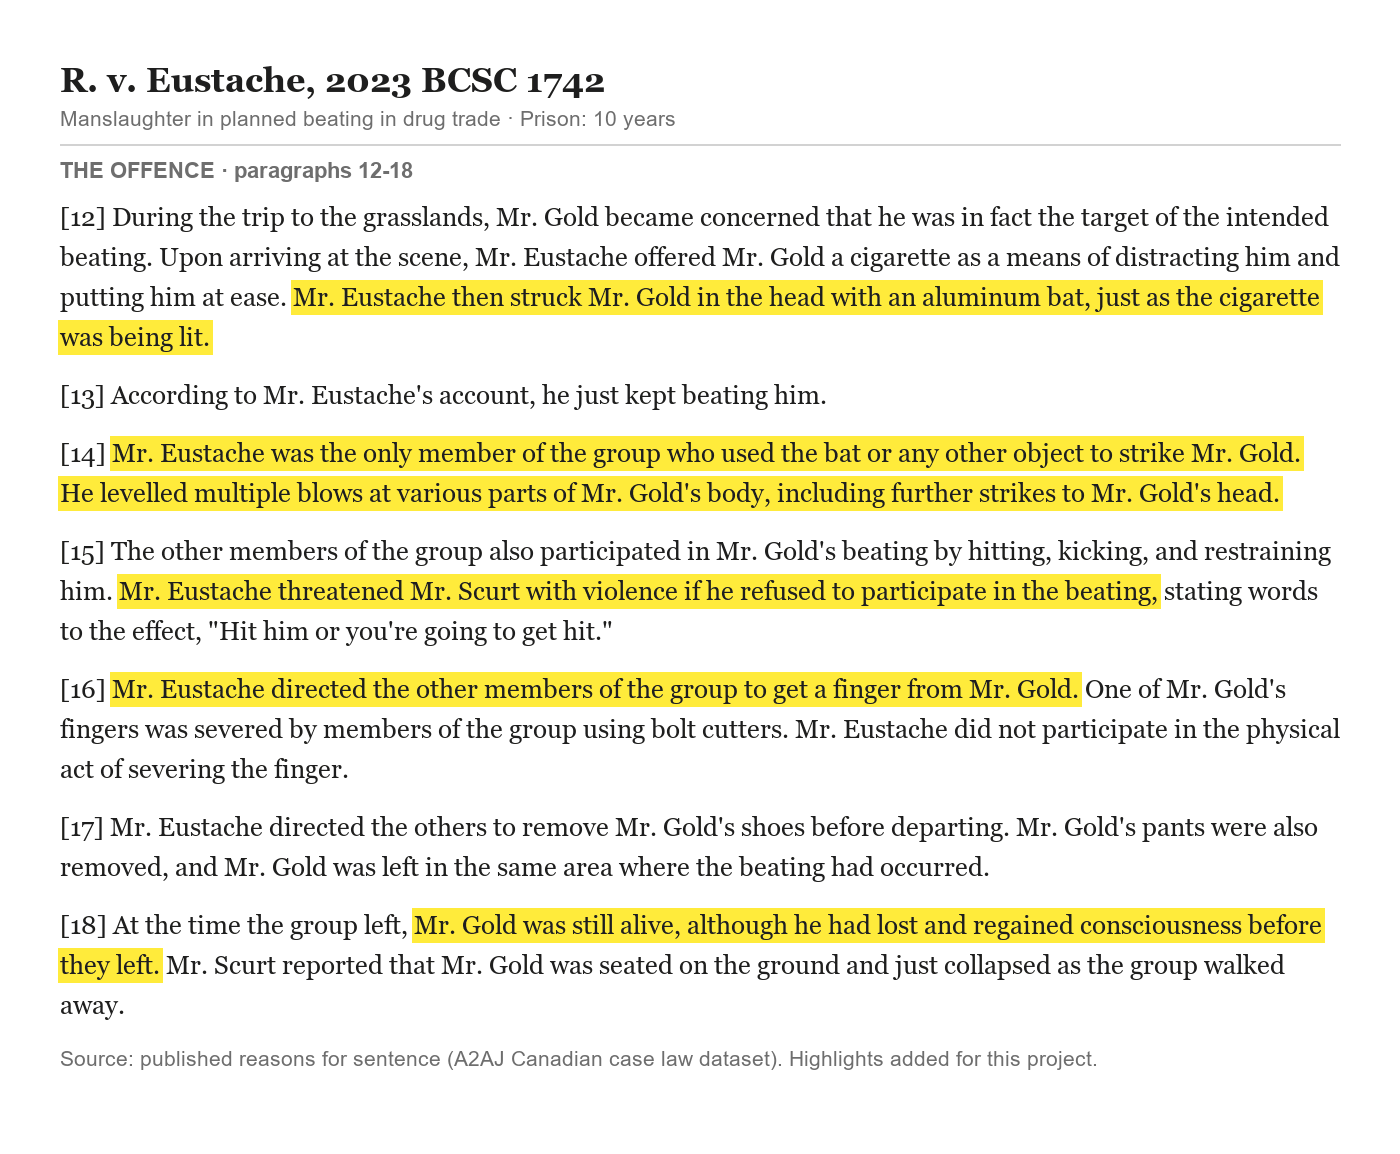 R. v. Eustache, 2023 BCSC 1742
Manslaughter in planned beating in drug trade · Prison: 10 years
THE OFFENCE · paragraphs 12-18
[12] During the trip to the grasslands, Mr. Gold became concerned that he was in fact the target of the intended
beating. Upon arriving at the scene, Mr. Eustache offered Mr. Gold a cigarette as a means of distracting him and
putting him at ease. Mr. Eustache then struck Mr. Gold in the head with an aluminum bat, just as the cigarette
was being lit.
[13] According to Mr. Eustache's account, he just kept beating him.
[14] Mr. Eustache was the only member of the group who used the bat or any other object to strike Mr. Gold.
He levelled multiple blows at various parts of Mr. Gold's body, including further strikes to Mr. Gold's head.
[15] The other members of the group also participated in Mr. Gold's beating by hitting, kicking, and restraining
him. Mr. Eustache threatened Mr. Scurt with violence if he refused to participate in the beating, stating words
to the effect, "Hit him or you're going to get hit."
[16] Mr. Eustache directed the other members of the group to get a finger from Mr. Gold. One of Mr. Gold's
fingers was severed by members of the group using bolt cutters. Mr. Eustache did not participate in the physical
act of severing the finger.
[17] Mr. Eustache directed the others to remove Mr. Gold's shoes before departing. Mr. Gold's pants were also
removed, and Mr. Gold was left in the same area where the beating had occurred.
[18] At the time the group left, Mr. Gold was still alive, although he had lost and regained consciousness before
they left. Mr. Scurt reported that Mr. Gold was seated on the ground and just collapsed as the group walked
away.
Source: published reasons for sentence (A2AJ Canadian case law dataset). Highlights added for this project.